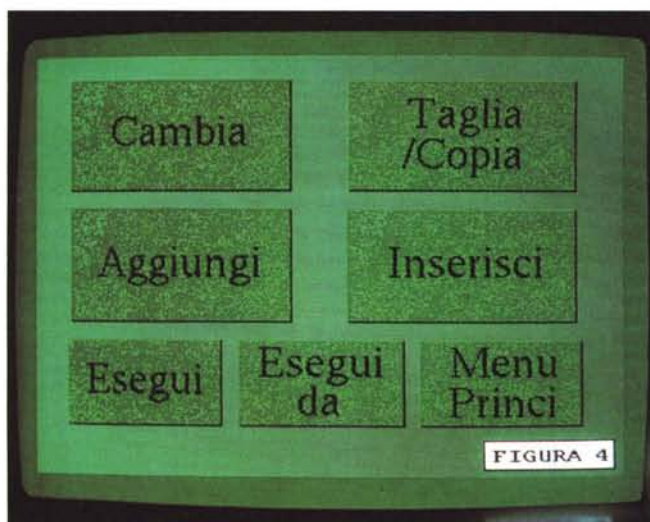 Cambia
Taglia
/Copia
Aggiungi
Inserisci
Esegui
Esegui
da
Menu
Princi
FIGURA 4